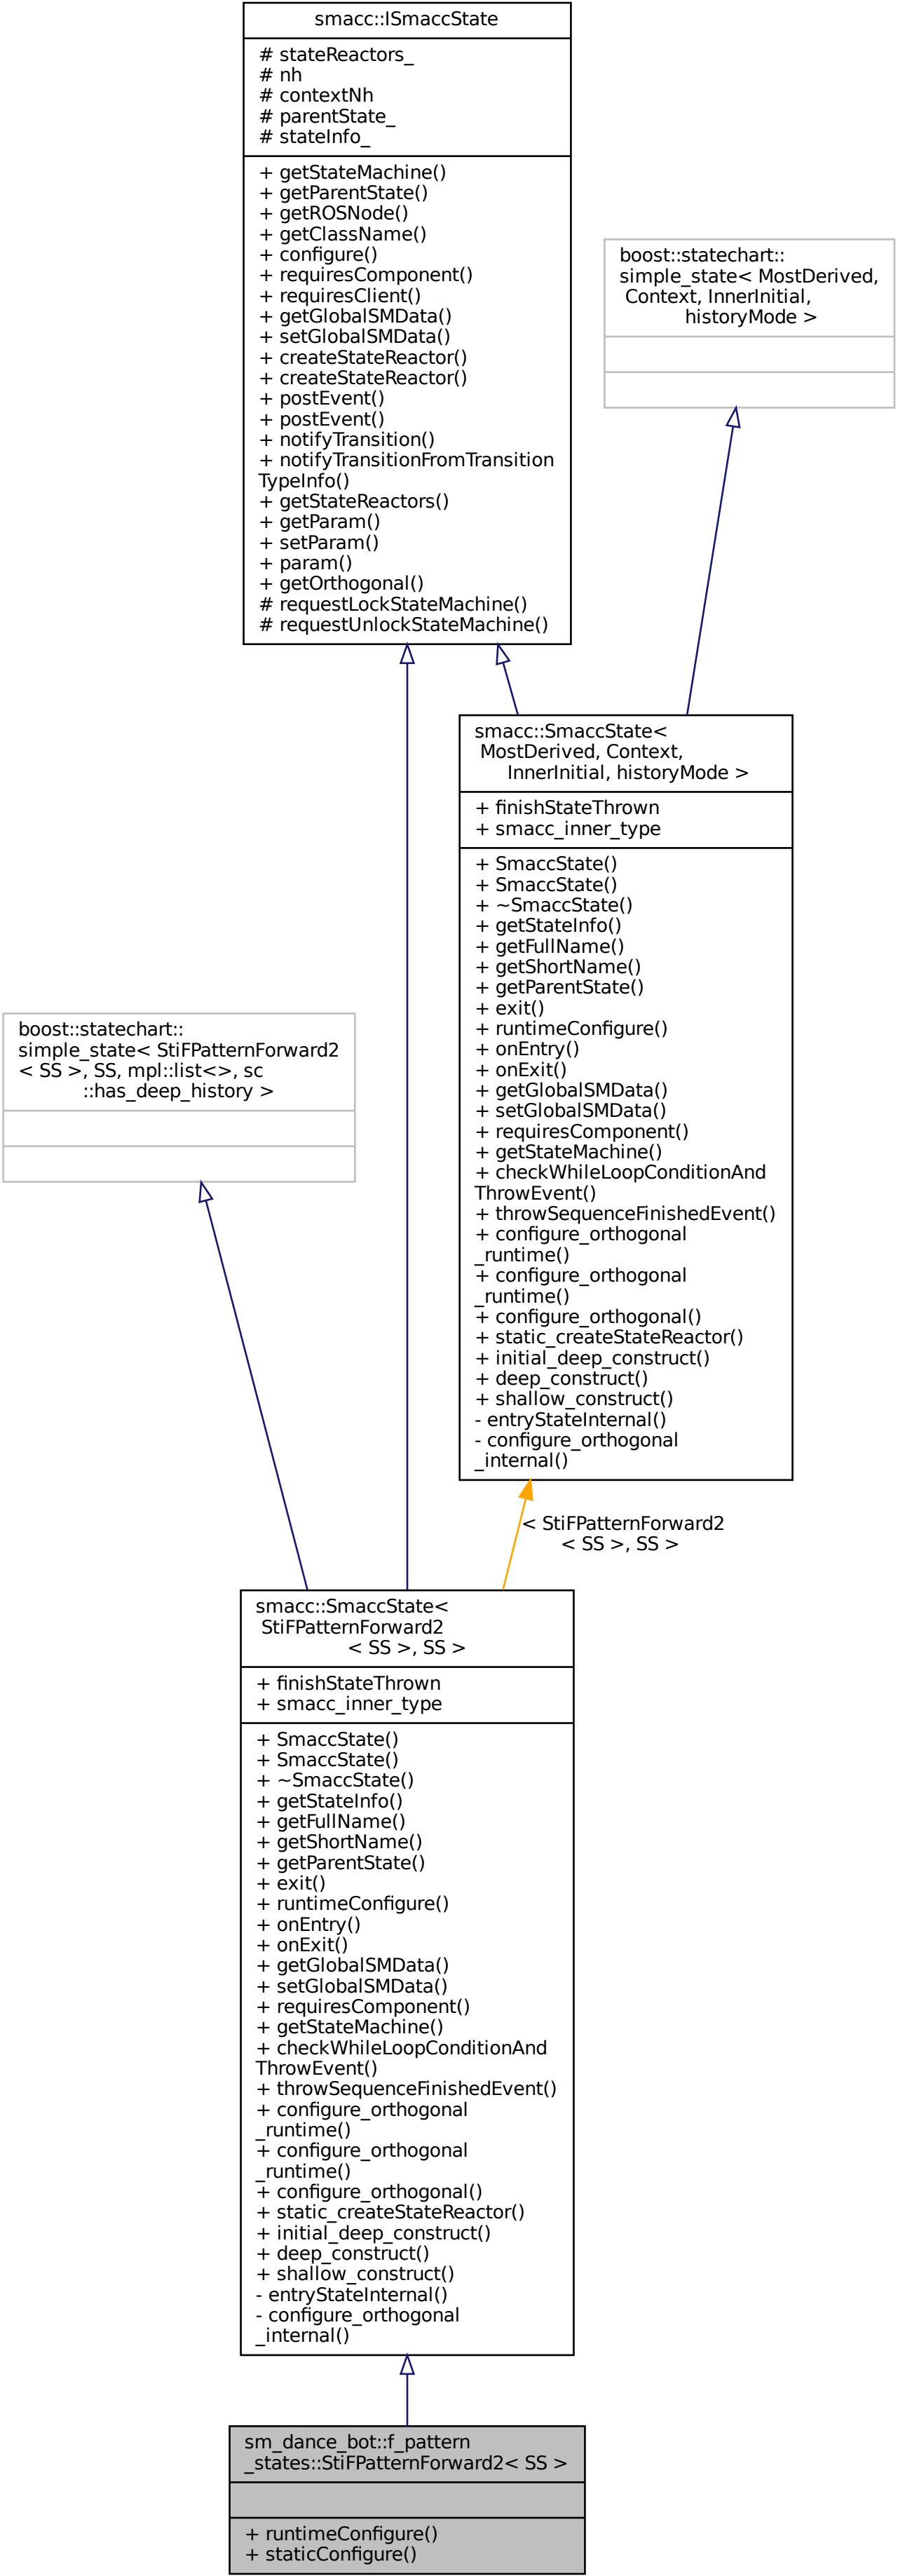 smacc::ISmaccState
# stateReactors_
# nh
# contextNh
# parentState_
# stateInfo_
+ getStateMachine()
+ getParentState()
+ getROSNode()
+ getClassName()
+ configure()
+ requiresComponent()
+ requiresClient()
+ getGlobalSMData()
+ setGlobalSMData()
+ createStateReactor()
+ createStateReactor()
+ postEvent()
+ postEvent()
+ notifyTransition()
+ notifyTransitionFromTransition
TypeInfo()
+ getStateReactors()
+ getParam()
+ setParam()
+ param()
+ getOrthogonal()
# requestLockStateMachine()
# requestUnlockStateMachine()
boost::statechart::
simple_state< MostDerived,
Context, InnerInitial,
historyMode >
smacc::SmaccState<
MostDerived, Context,
InnerInitial, historyMode >
+ finishStateThrown
+ smacc_inner_type
+ SmaccState()
+ SmaccState()
+ ~SmaccState()
+ getStateInfo()
+ getFullName()
+ getShortName()
+ getParentState()
+ exit()
+ runtimeConfigure()
+ onEntry()
+ onExit()
+ getGlobalSMData()
+ setGlobalSMData()
+ requiresComponent()
+ getStateMachine()
+ checkWhileLoopConditionAnd
ThrowEvent()
+ throwSequenceFinishedEvent()
+ configure_orthogonal
_runtime()
+ configure_orthogonal
_runtime()
+ configure_orthogonal()
+ static_createStateReactor()
+ initial_deep_construct()
+ deep_construct()
+ shallow_construct()
- entryStateInternal()
- configure_orthogonal
_internal()
boost::statechart::
simple_state< StiFPatternForward2
< SS >, SS, mpl::list<>, sc
::has_deep_history >
< StiFPatternForward2
< SS >, SS >
smacc::SmaccState<
StiFPatternForward2
< SS >, SS >
+ finishStateThrown
+ smacc_inner_type
+ SmaccState()
+ SmaccState()
+ ~SmaccState()
+ getStateInfo()
+ getFullName()
+ getShortName()
+ getParentState()
+ exit()
+ runtimeConfigure()
+ onEntry()
+ onExit()
+ getGlobalSMData()
+ setGlobalSMData()
+ requiresComponent()
+ getStateMachine()
+ checkWhileLoopConditionAnd
ThrowEvent()
+ throwSequenceFinishedEvent()
+ configure_orthogonal
_runtime()
+ configure_orthogonal
_runtime()
+ configure_orthogonal()
+ static_createStateReactor()
+ initial_deep_construct()
+ deep_construct()
+ shallow_construct()
- entryStateInternal()
- configure_orthogonal
_internal()
sm_dance_bot::f_pattern
_states::StiFPatternForward2< SS >
+ runtimeConfigure()
+ staticConfigure()